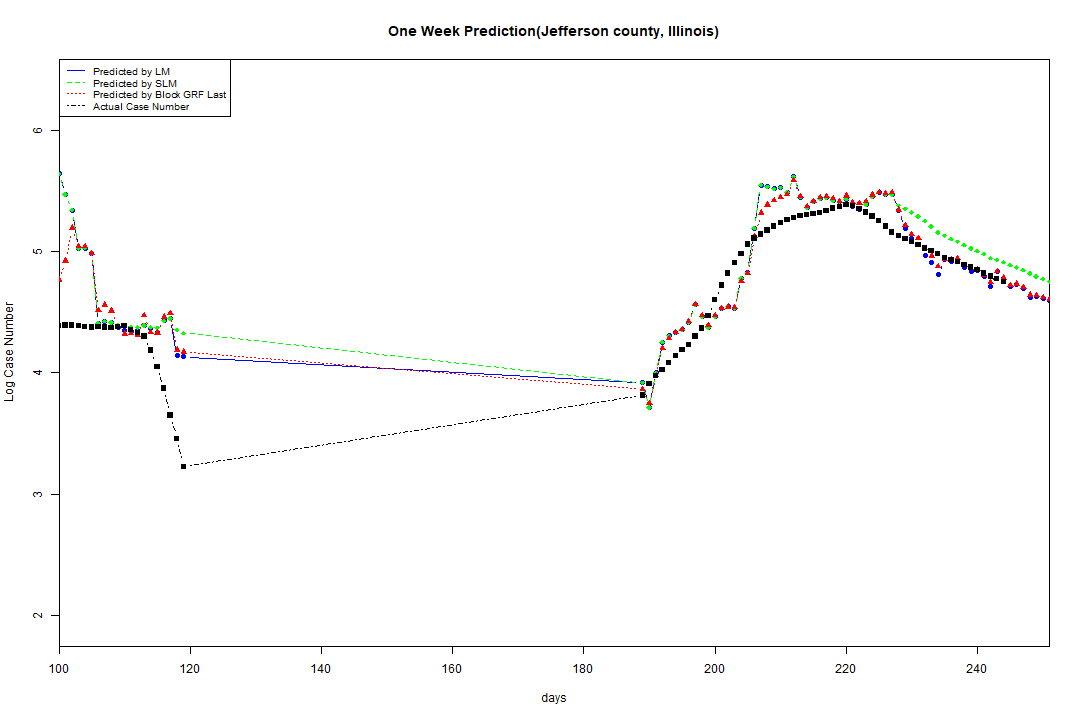 One Week Prediction(Jefferson county, Illinois)
Predicted by LM
Predicted by SLM
Predicted by Block GRF Last
Actual Case Number
6
5
4
3
2
Log Case Number
100 120 140 160 180 200 220 240
days